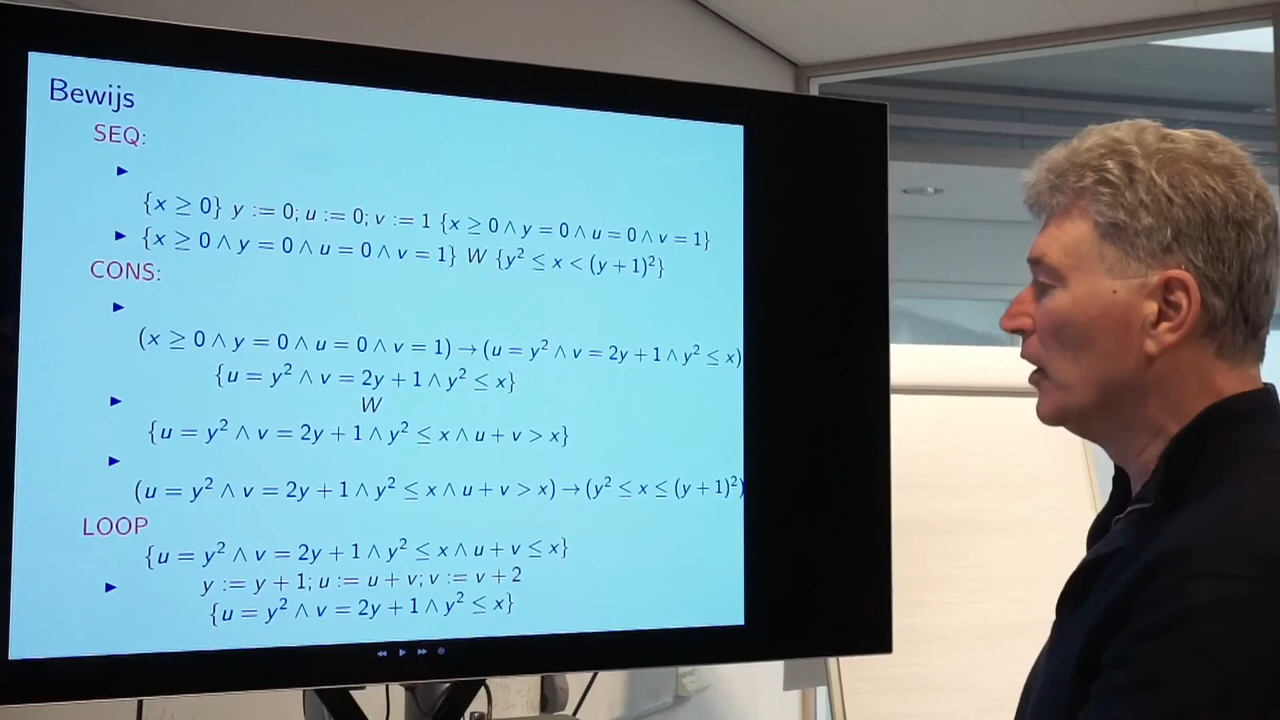 Bewijs
SEQ:
{x ≥ 0} y := 0; u := 0; v := 1 {x ≥ 0 ∧ y = 0 ∧ u = 0 ∧ v = 1}
{x ≥ 0 ∧ y = 0 ∧ u = 0 ∧ v = 1} W {y² ≤ x < (y + 1)²}
CONS:
(x ≥ 0 ∧ y = 0 ∧ u = 0 ∧ v = 1) → (u = y² ∧ v = 2y + 1 ∧ y² ≤ x)
{u = y² ∧ v = 2y + 1 ∧ y² ≤ x}
W
{u = y² ∧ v = 2y + 1 ∧ y² ≤ x ∧ u + v > x}
(u = y² ∧ v = 2y + 1 ∧ y² ≤ x ∧ u + v > x) → (y² ≤ x ≤ (y + 1)²)
LOOP
{u = y² ∧ v = 2y + 1 ∧ y² ≤ x ∧ u + v ≤ x}
y := y + 1; u := u + v; v := v + 2
{u = y² ∧ v = 2y + 1 ∧ y² ≤ x}